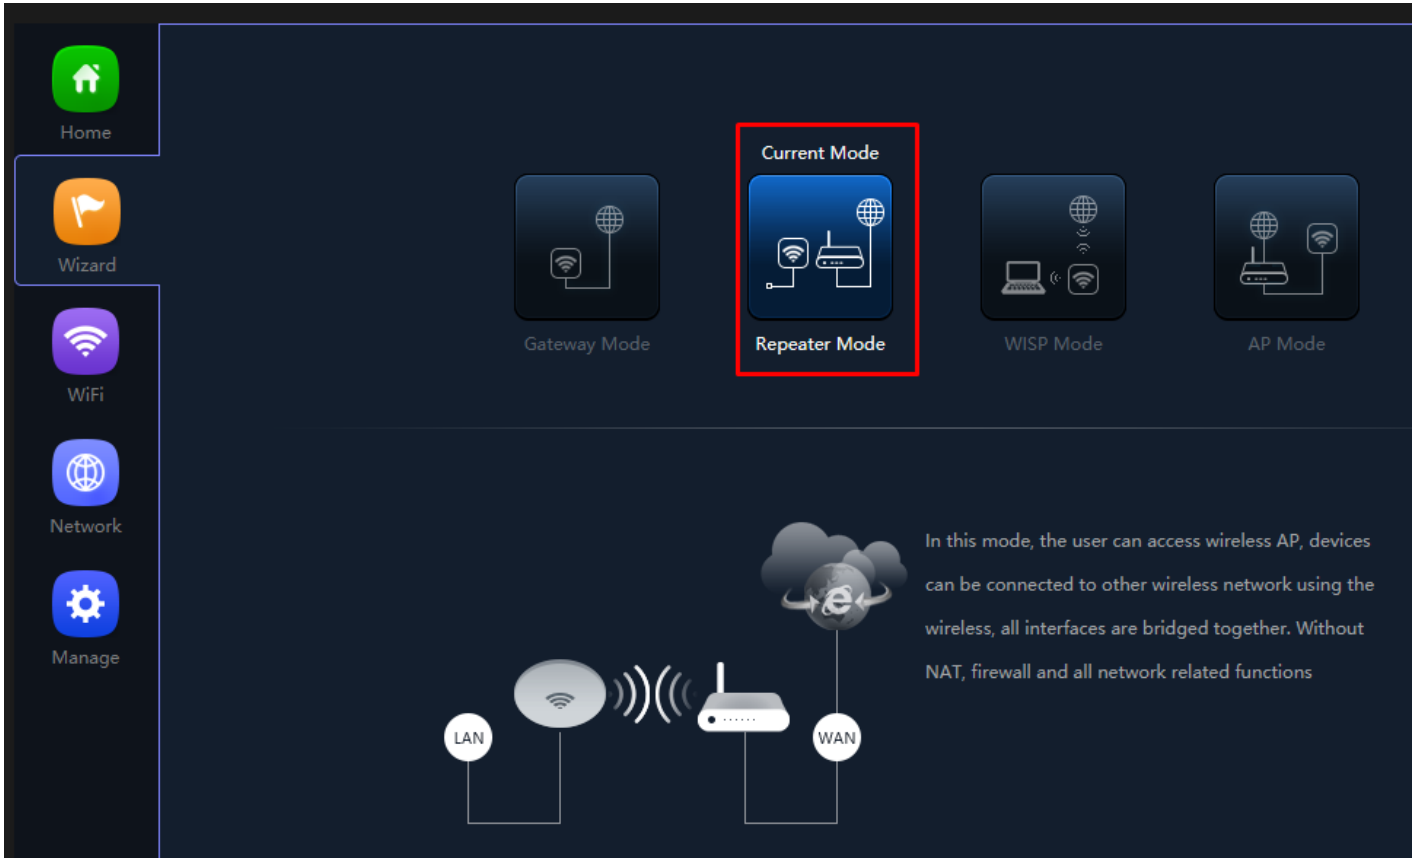 Home
Wizard
WiFi
Network
Manage
Current Mode
Gateway Mode
Repeater Mode
WISP Mode
AP Mode
In this mode, the user can access wireless AP, devices
can be connected to other wireless network using the
wireless, all interfaces are bridged together. Without
NAT, firewall and all network related functions
LAN
WAN